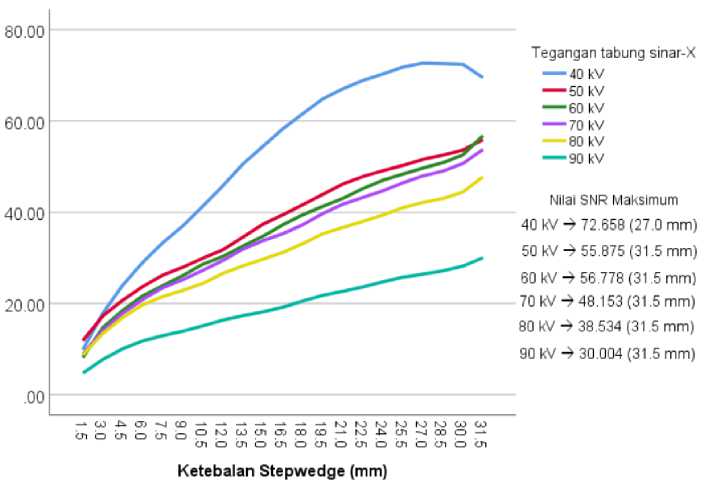 80.00
60.00
40.00
20.00
.00
1.5
3.0
4.5
6.0
7.5
9.0
10.5
12.0
13.5
15.0
16.5
18.0
19.5
21.0
22.5
24.0
25.5
27.0
28.5
30.0
31.5
Ketebalan Stepwedge (mm)
Tegangan tabung sinar-X
40 kV
50 kV
60 kV
70 kV
80 kV
90 kV
Nilai SNR Maksimum
40 kV → 72.658 (27.0 mm)
50 kV → 55.875 (31.5 mm)
60 kV → 56.778 (31.5 mm)
70 kV → 48.153 (31.5 mm)
80 kV → 38.534 (31.5 mm)
90 kV → 30.004 (31.5 mm)